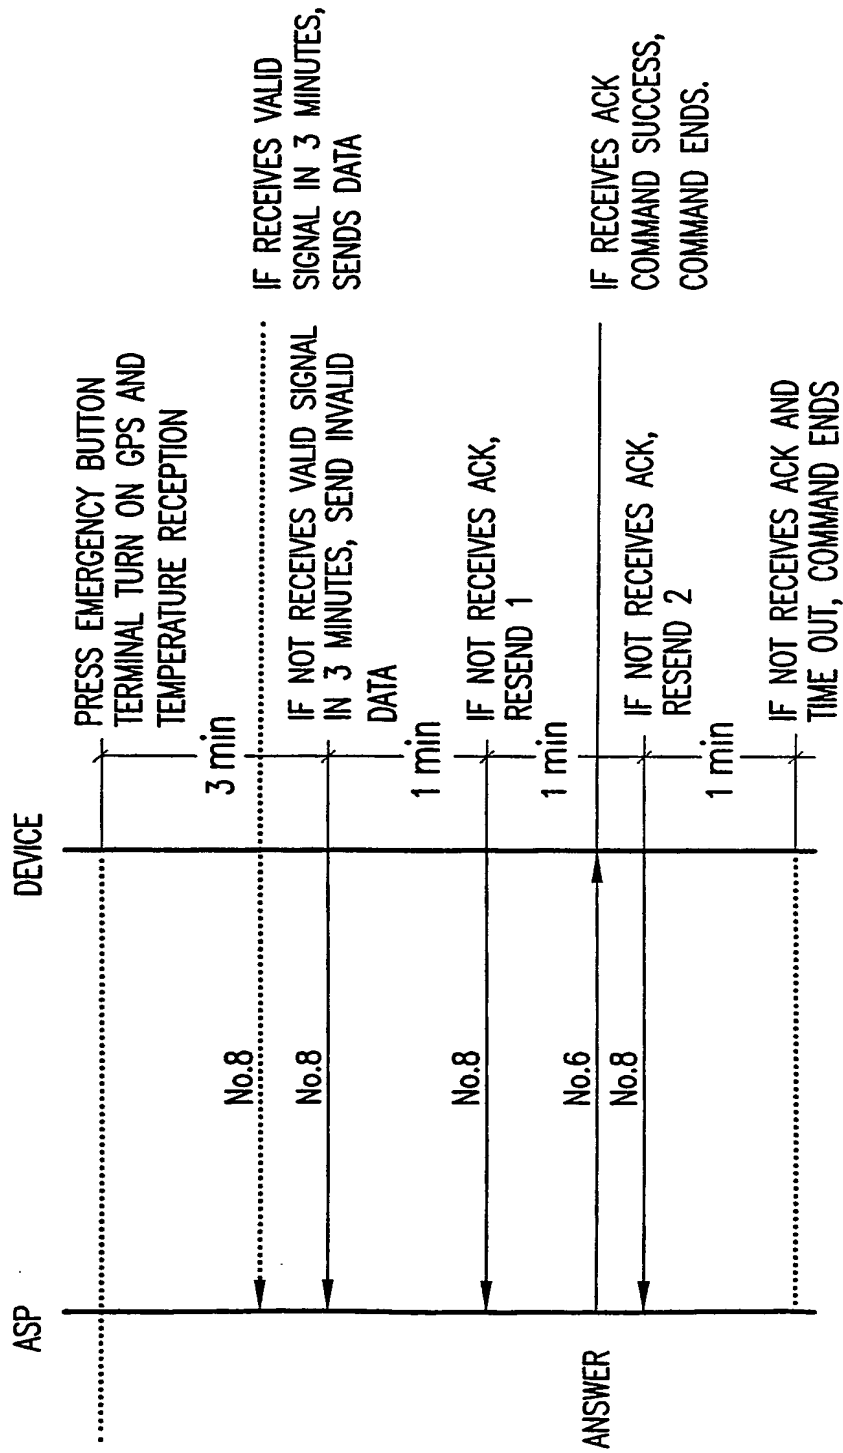 ASP
DEVICE
PRESS EMERGENCY BUTTON
TERMINAL TURN ON GPS AND
TEMPERATURE RECEPTION
3 min
No.8
IF RECEIVES VALID
SIGNAL IN 3 MINUTES,
SENDS DATA
No.8
IF NOT RECEIVES VALID SIGNAL
IN 3 MINUTES, SEND INVALID
DATA
1 min
No.8
IF NOT RECEIVES ACK,
RESEND 1
1 min
ANSWER
No.6
IF RECEIVES ACK
COMMAND SUCCESS,
COMMAND ENDS.
No.8
IF NOT RECEIVES ACK,
RESEND 2
1 min
IF NOT RECEIVES ACK AND
TIME OUT, COMMAND ENDS